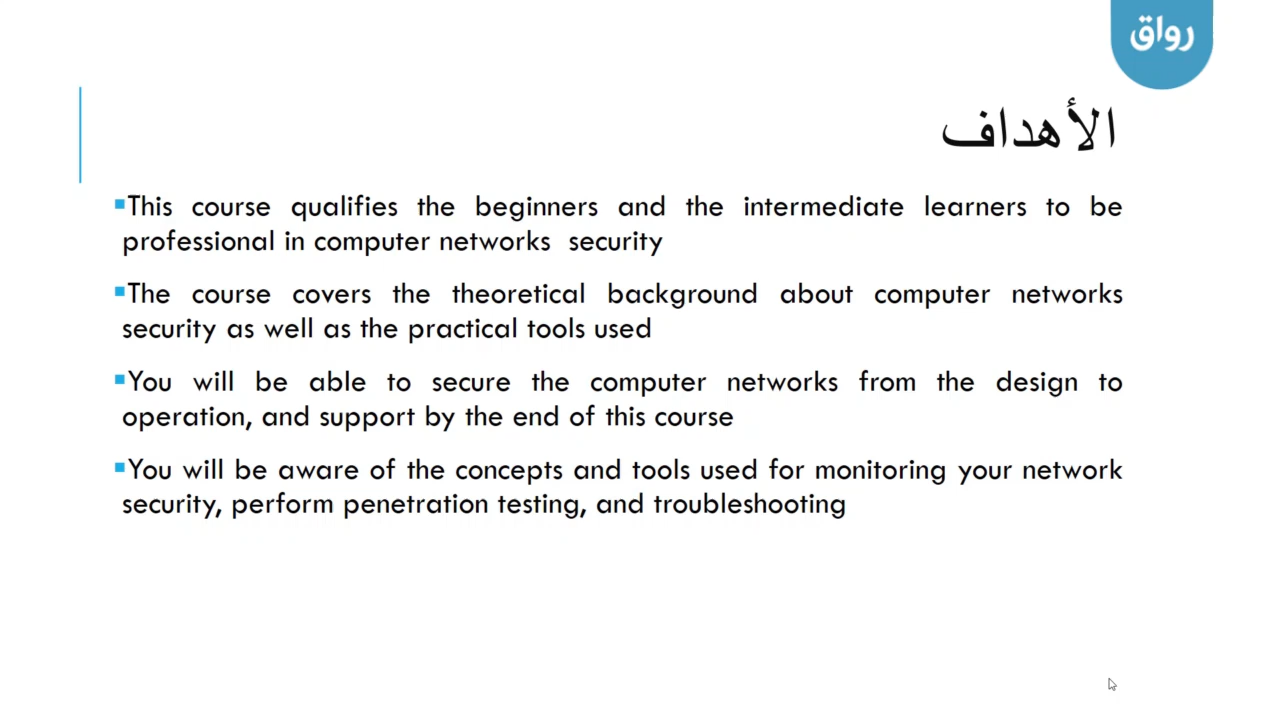 رواق
الأهداف
▪This course qualifies the beginners and the intermediate learners to be
professional in computer networks  security
▪The course covers the theoretical background about computer networks
security as well as the practical tools used
▪You will be able to secure the computer networks from the design to
operation, and support by the end of this course
▪You will be aware of the concepts and tools used for monitoring your network
security, perform penetration testing, and troubleshooting